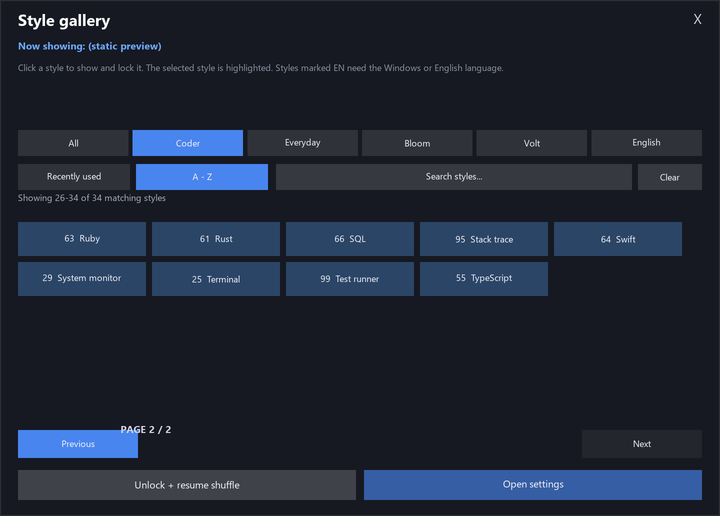 Style gallery X
Now showing: (static preview)
Click a style to show and lock it. The selected style is highlighted. Styles marked EN need the Windows or English language.
All Coder Everyday Bloom Volt English
Recently used A - Z Search styles... Clear
Showing 26-34 of 34 matching styles
63 Ruby 61 Rust 66 SQL 95 Stack trace 64 Swift
29 System monitor 25 Terminal 99 Test runner 55 TypeScript
PAGE 2 / 2
Previous Next
Unlock + resume shuffle Open settings